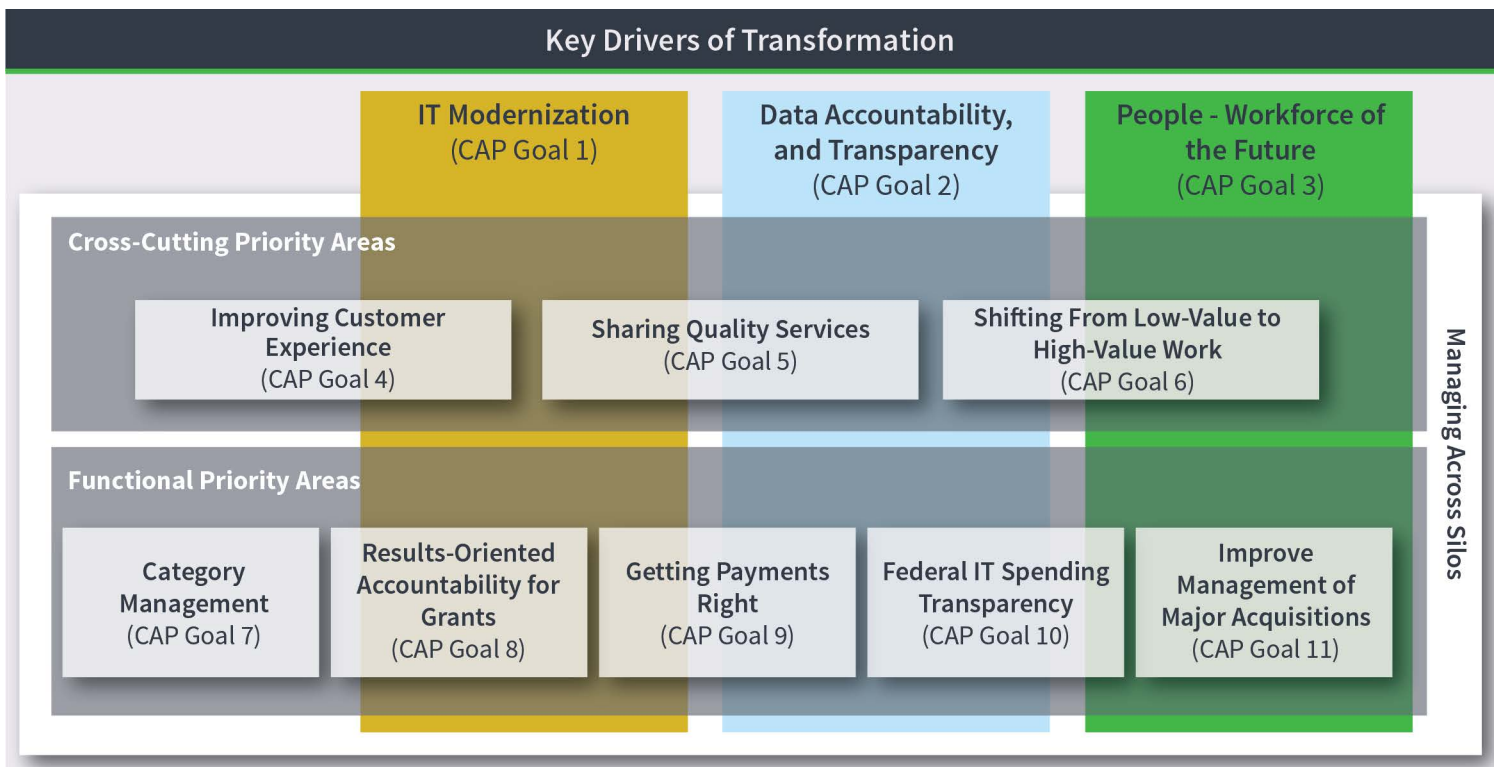 Key Drivers of Transformation
IT Modernization
(CAP Goal 1)
Data Accountability,
and Transparency
(CAP Goal 2)
People - Workforce of
the Future
(CAP Goal 3)
Cross-Cutting Priority Areas
Improving Customer
Experience
(CAP Goal 4)
Sharing Quality Services
(CAP Goal 5)
Shifting From Low-Value to
High-Value Work
(CAP Goal 6)
Functional Priority Areas
Category
Management
(CAP Goal 7)
Results-Oriented
Accountability for
Grants
(CAP Goal 8)
Getting Payments
Right
(CAP Goal 9)
Federal IT Spending
Transparency
(CAP Goal 10)
Improve
Management of
Major Acquisitions
(CAP Goal 11)
Managing Across Silos